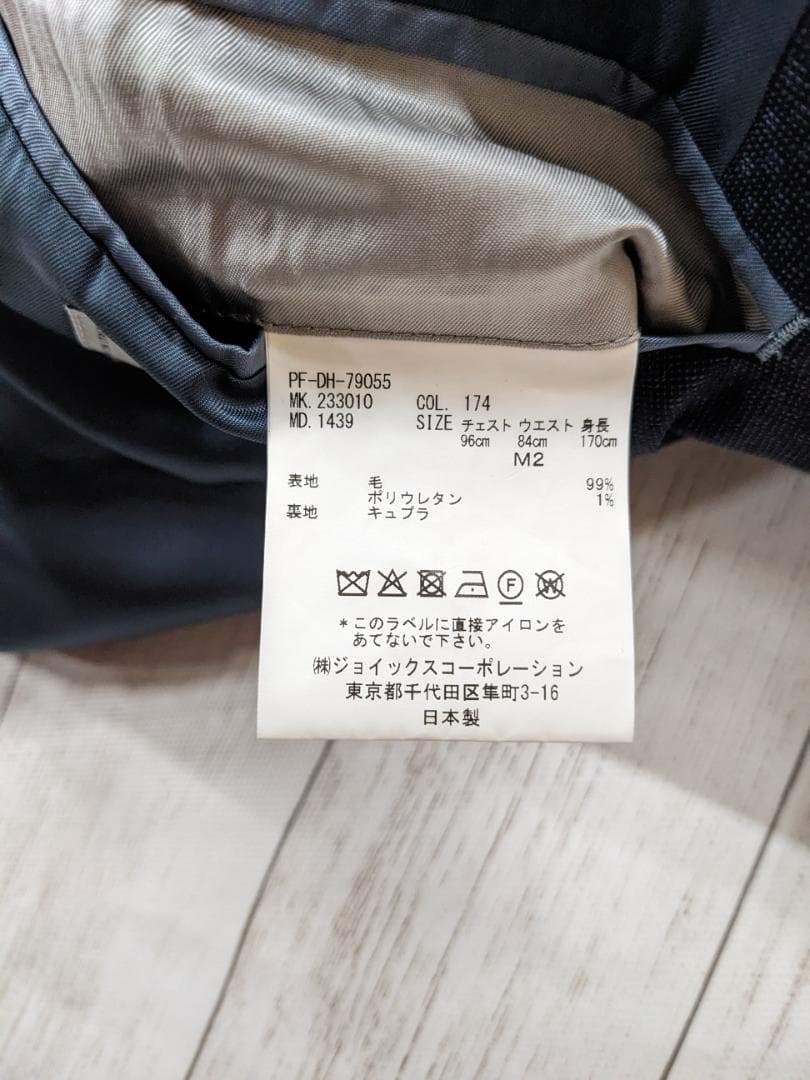 PF-DH-79055
MK. 233010 COL. 174
MD. 1439 SIZE チェスト ウエスト 身長
96cm 84cm 170cm
M2
表地 毛 99%
ポリウレタン 1%
裏地 キュプラ
F
W
*このラベルに直接アイロンを
あてないで下さい。
㈱ジョイックスコーポレーション
東京都千代田区隼町3-16
日本製